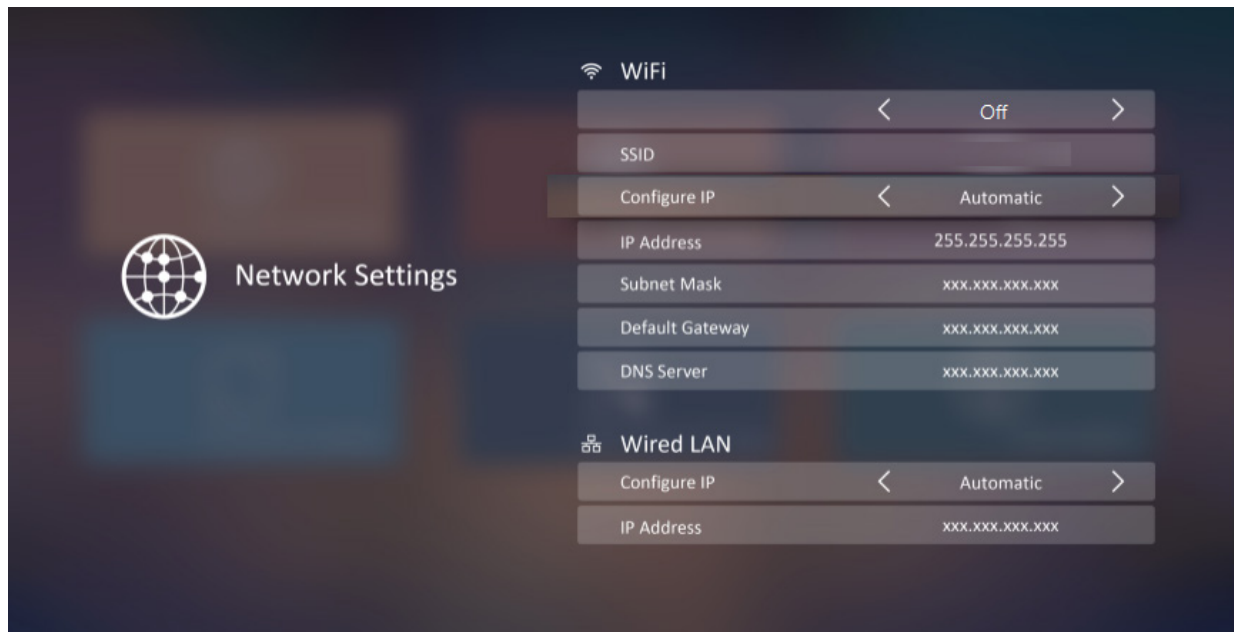 WiFi
Off
SSID
Configure IP Automatic
IP Address 255.255.255.255
Network Settings
Subnet Mask xxx.xxx.xxx.xxx
Default Gateway xxx.xxx.xxx.xxx
DNS Server xxx.xxx.xxx.xxx
Wired LAN
Configure IP Automatic
IP Address xxx.xxx.xxx.xxx